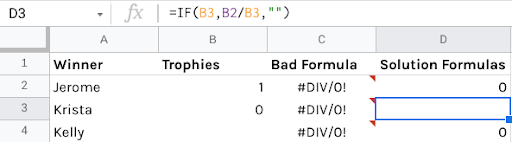 D3 fx =IF(B3,B2/B3,"")
A B C D
1 Winner Trophies Bad Formula Solution Formulas
2 Jerome 1 #DIV/0! 0
3 Krista 0 #DIV/0!
4 Kelly #DIV/0! 0